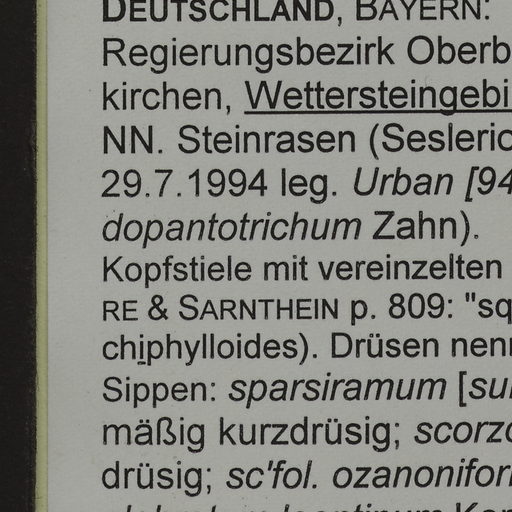 DEUTSCHLAND, BAYERN:
Regierungsbezirk Oberb
kirchen, Wettersteingebi
NN. Steinrasen (Seslerio
29.7.1994 leg. Urban [94
dopantotrichum Zahn).
Kopfstiele mit vereinzelten
RE & SARNTHEIN p. 809: "sq
chiphylloides). Drüsen nenn
Sippen: sparsiramum [su
mäßig kurzdrüsig; scorzo
drüsig; sc'fol. ozanonifor